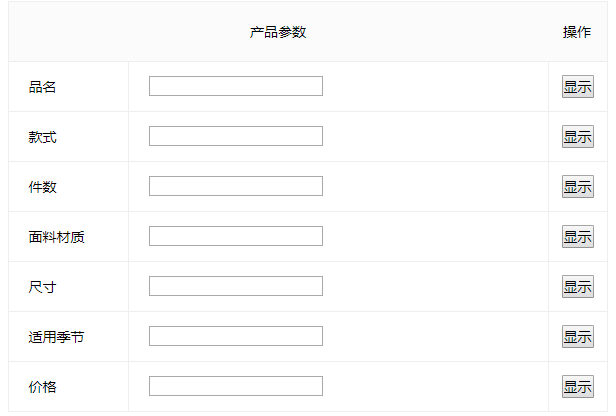 产品参数 操作
品名 显示
款式 显示
件数 显示
面料材质 显示
尺寸 显示
适用季节 显示
价格 显示